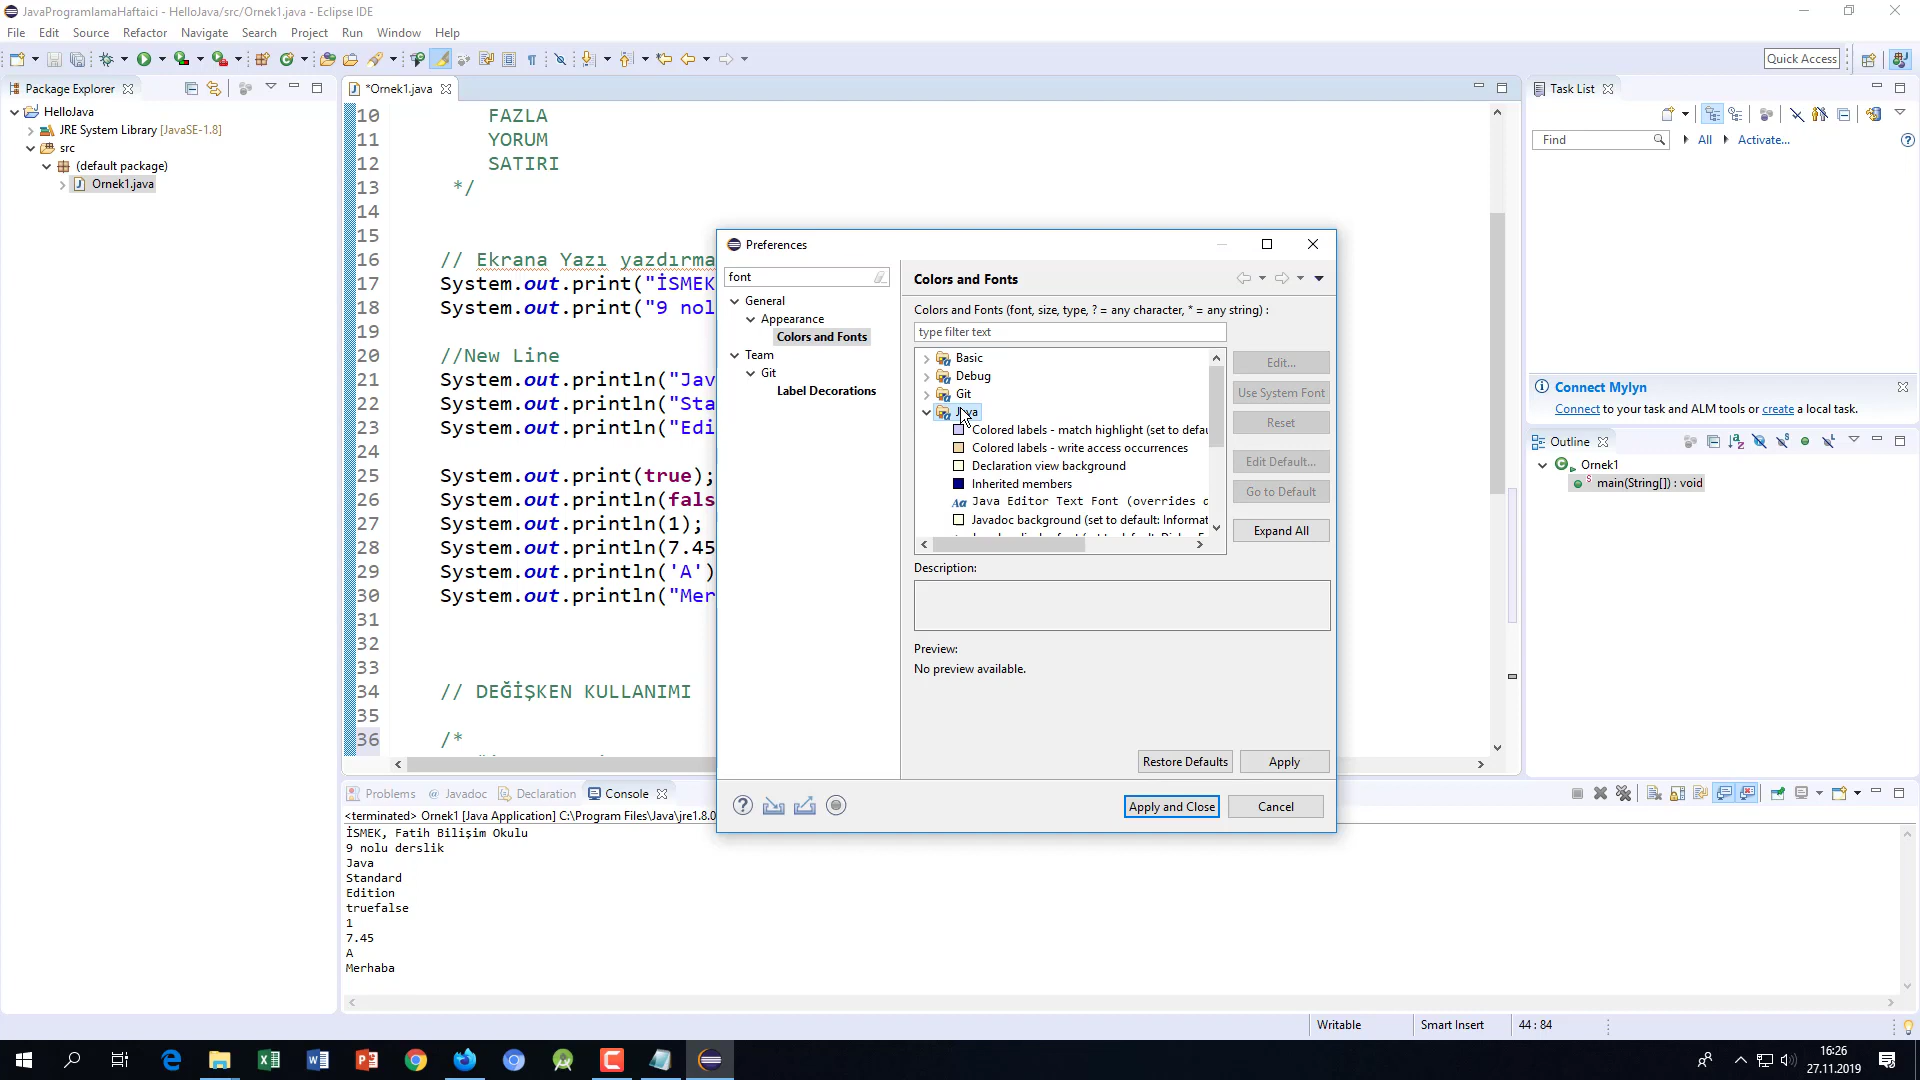 JavaProgramlamaHaftaici - HelloJava/src/Ornek1.java - Eclipse IDE
File Edit Source Refactor Navigate Search Project Run Window Help
Quick Access
Package Explorer
HelloJava
JRE System Library [JavaSE-1.8]
src
(default package)
Ornek1.java
*Ornek1.java
10 FAZLA
11 YORUM
12 SATIRI
13 */
14
15
16 // Ekrana Yazı yazdırma
17 System.out.print("İSMEK
18 System.out.print("9 nol
19
20 //New Line
21 System.out.println("Jav
22 System.out.println("Sta
23 System.out.println("Edi
24
25 System.out.print(true);
26 System.out.println(fals
27 System.out.println(1);
28 System.out.println(7.45
29 System.out.println('A')
30 System.out.println("Mer
31
32
33
34 // DEĞİŞKEN KULLANIMI
35
36 /*
Preferences
font
General
Appearance
Colors and Fonts
Team
Git
Label Decorations
Colors and Fonts
Colors and Fonts (font, size, type, ? = any character, * = any string) :
type filter text
Basic
Debug
Git
Java
Colored labels - match highlight (set to defau
Colored labels - write access occurrences
Declaration view background
Inherited members
Aa Java Editor Text Font (overrides d
Javadoc background (set to default: Informat
Edit...
Use System Font
Reset
Edit Default...
Go to Default
Expand All
Description:
Preview:
No preview available.
Restore Defaults
Apply
Apply and Close
Cancel
Task List
Find
All
Activate...
Connect Mylyn
Connect to your task and ALM tools or create a local task.
Outline
Ornek1
main(String[]) : void
Problems
@ Javadoc
Declaration
Console
<terminated> Ornek1 [Java Application] C:\Program Files\Java\jre1.8.0
İSMEK, Fatih Bilişim Okulu
9 nolu derslik
Java
Standard
Edition
truefalse
1
7.45
A
Merhaba
Writable
Smart Insert
44 : 84
16:26
27.11.2019